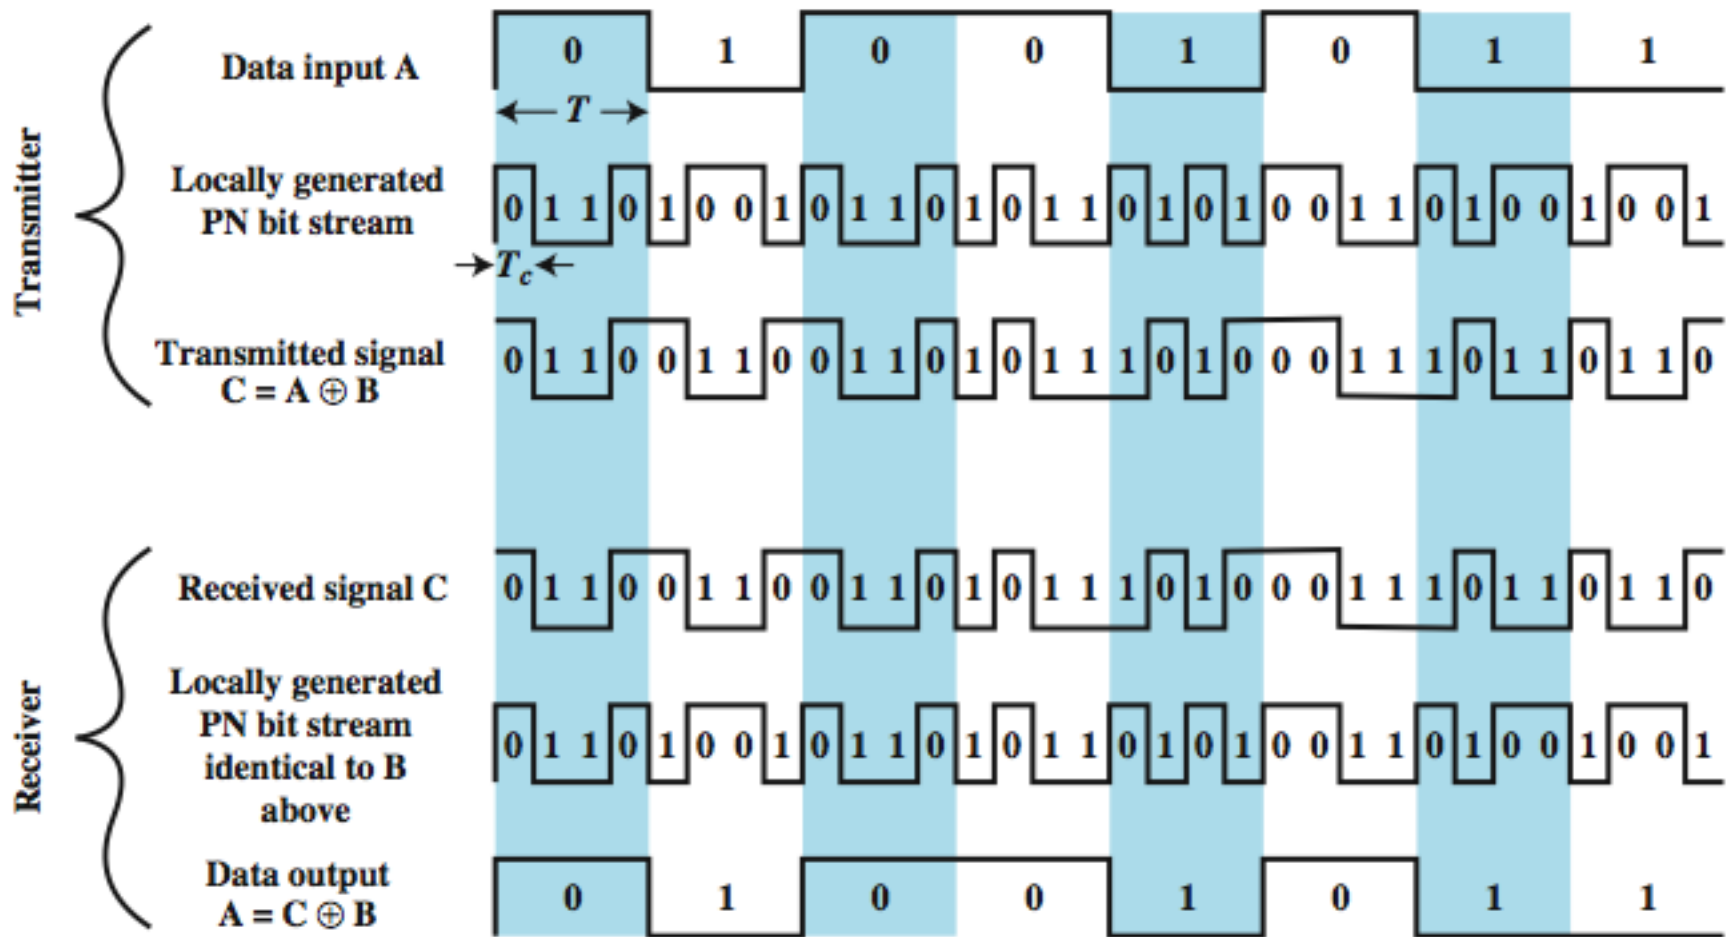 Transmitter
Data input A
0 1 0 0 1 0 1 1
T
Locally generated
PN bit stream
0 1 1 0 1 0 0 1 0 1 1 0 1 0 1 1 0 1 0 1 0 0 1 1 0 1 0 0 1 0 0 1
Tc
Transmitted signal
C = A ⊕ B
0 1 1 0 0 1 1 0 0 1 1 0 1 0 1 1 1 0 1 0 0 0 1 1 1 0 1 1 0 1 1 0
Receiver
Received signal C
0 1 1 0 0 1 1 0 0 1 1 0 1 0 1 1 1 0 1 0 0 0 1 1 1 0 1 1 0 1 1 0
Locally generated
PN bit stream
identical to B
above
0 1 1 0 1 0 0 1 0 1 1 0 1 0 1 1 0 1 0 1 0 0 1 1 0 1 0 0 1 0 0 1
Data output
A = C ⊕ B
0 1 0 0 1 0 1 1